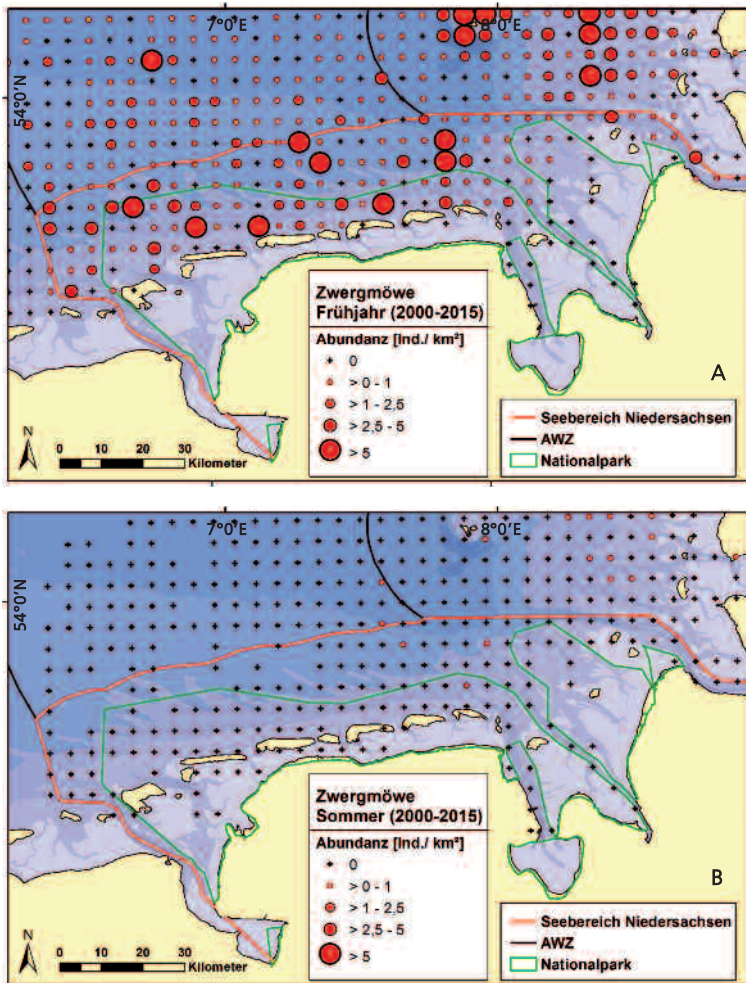 7°0'E
8°0'E
54°0'N
Zwergmöwe
Frühjahr (2000-2015)
Abundanz [Ind./ km²]
0
> 0 - 1
> 1 - 2,5
> 2,5 - 5
> 5
A
Seebereich Niedersachsen
AWZ
Nationalpark
N
0 10 20 30
Kilometer
7°0'E
8°0'E
54°0'N
Zwergmöwe
Sommer (2000-2015)
Abundanz [Ind./ km²]
0
> 0 - 1
> 1 - 2,5
> 2,5 - 5
> 5
B
Seebereich Niedersachsen
AWZ
Nationalpark
N
0 10 20 30
Kilometer